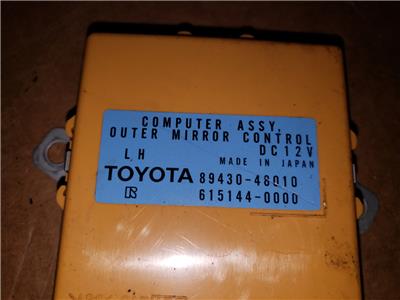 COMPUTER ASSY,
OUTER MIRROR CONTROL
DC12V
LH
MADE IN JAPAN
TOYOTA 89430-48010
615144-0000